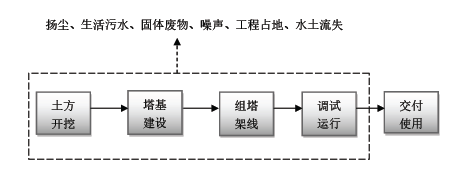 扬尘、生活污水、固体废物、噪声、工程占地、水土流失
土方
开挖
塔基
建设
组塔
架线
调试
运行
交付
使用